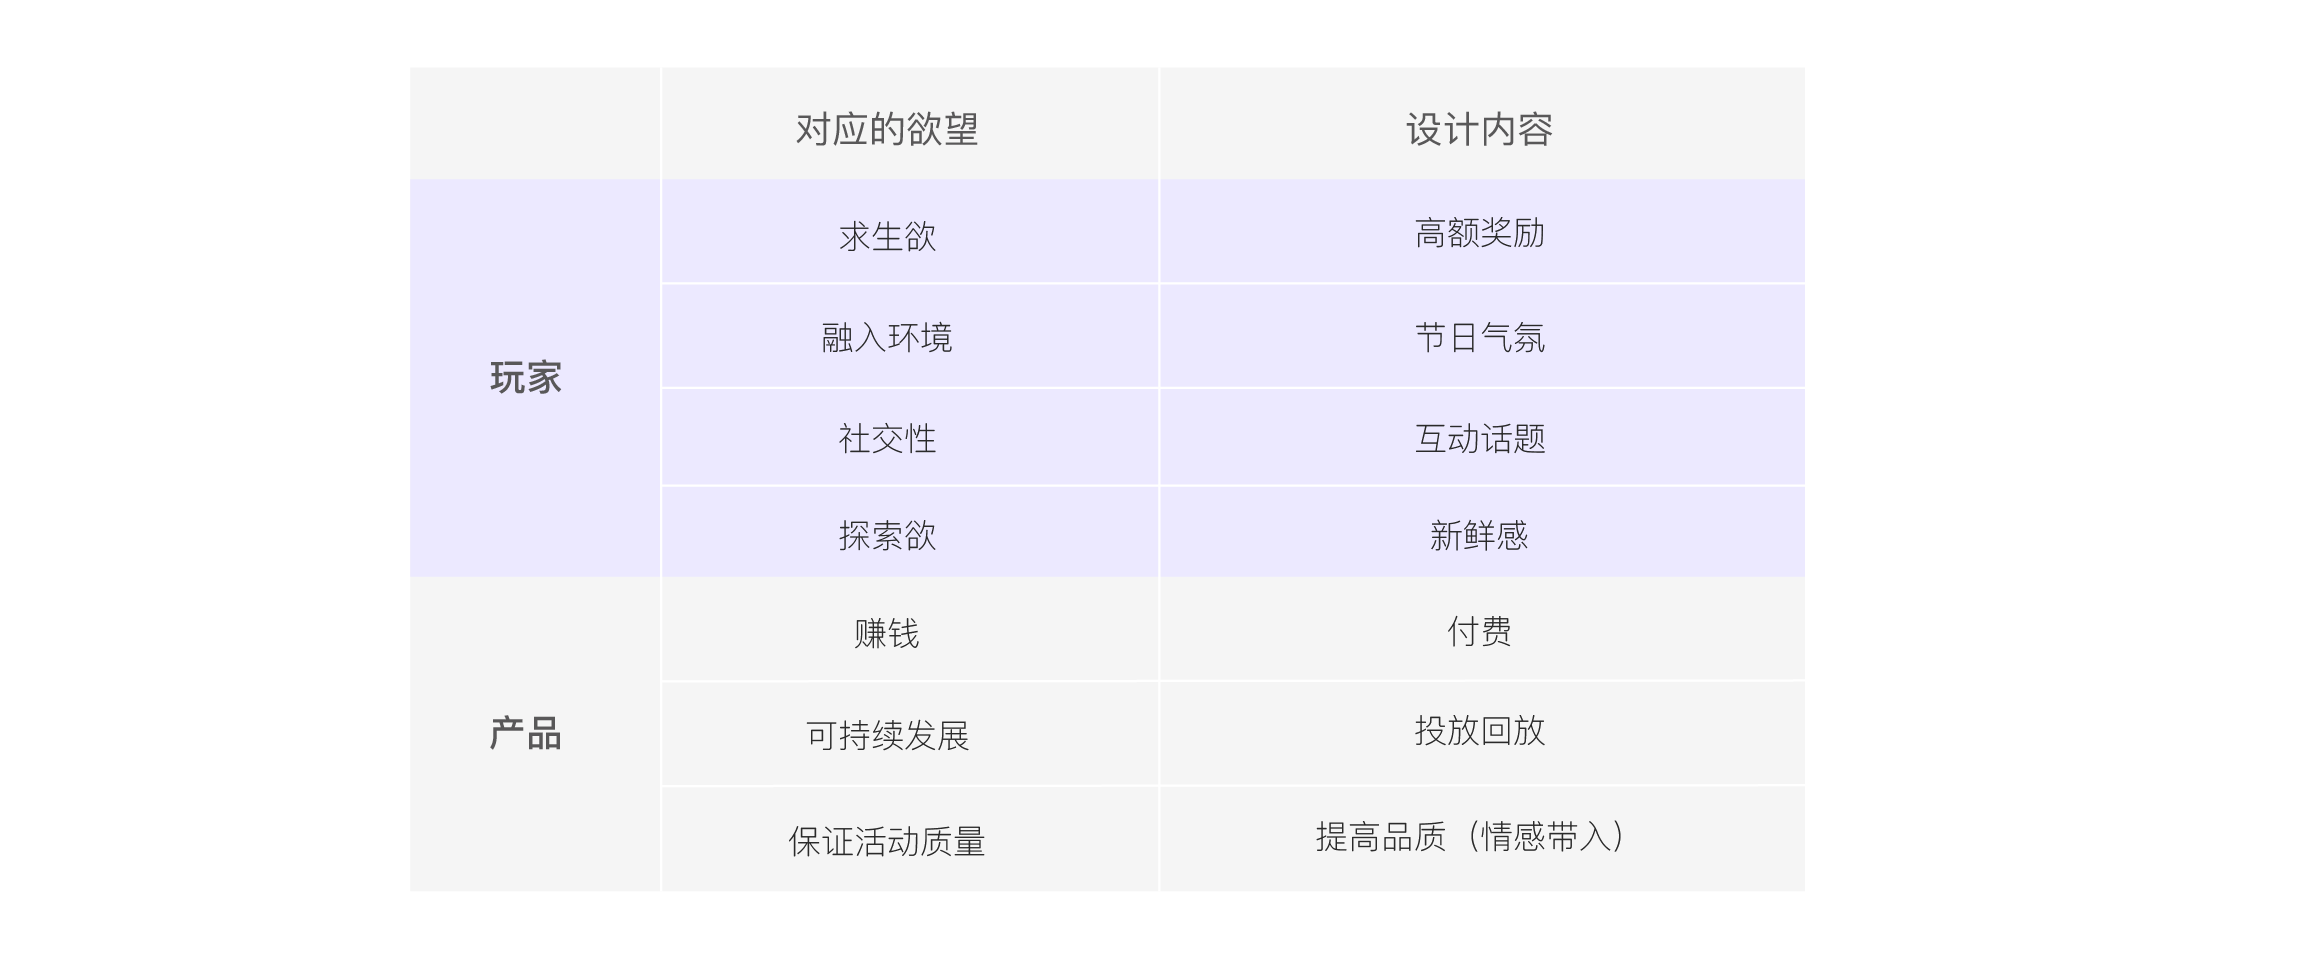 对应的欲望 设计内容
玩家
求生欲 高额奖励
融入环境 节日气氛
社交性 互动话题
探索欲 新鲜感
产品
赚钱 付费
可持续发展 投放回放
保证活动质量 提高品质（情感带入）